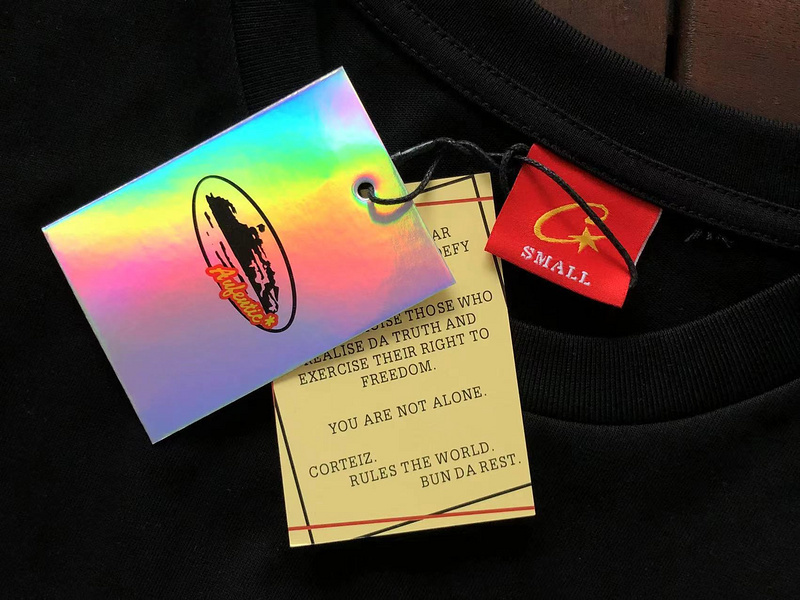 Aufentic
SMALL
AR
EFY
ISE THOSE WHO
REALISE DA TRUTH AND
EXERCISE THEIR RIGHT TO
FREEDOM.
YOU ARE NOT ALONE.
CORTEIZ.
RULES THE WORLD.
BUN DA REST.